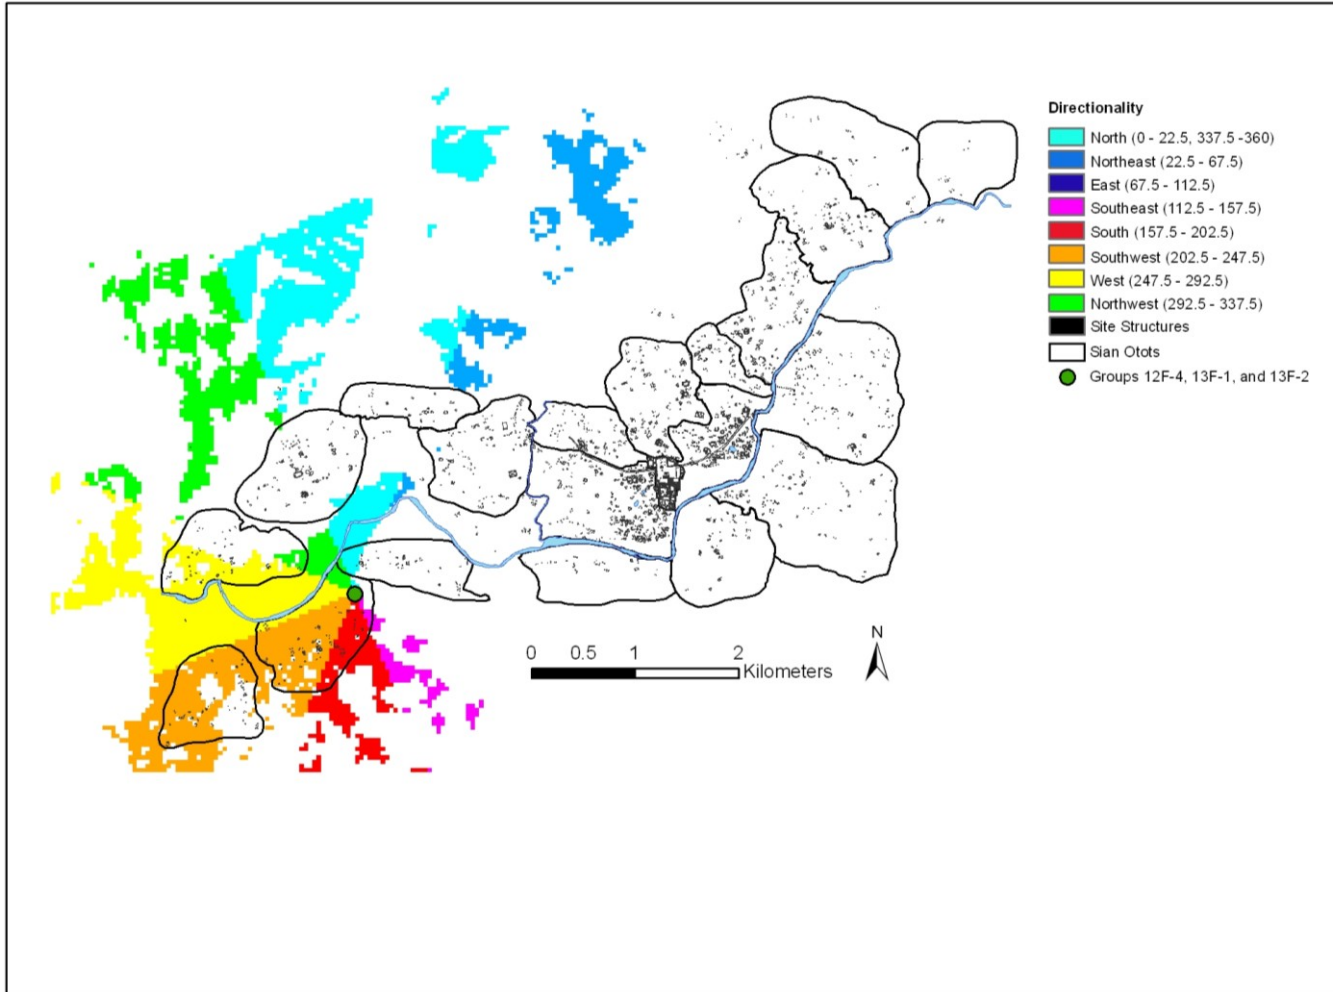 Directionality
North (0 - 22.5, 337.5 -360)
Northeast (22.5 - 67.5)
East (67.5 - 112.5)
Southeast (112.5 - 157.5)
South (157.5 - 202.5)
Southwest (202.5 - 247.5)
West (247.5 - 292.5)
Northwest (292.5 - 337.5)
Site Structures
Sian Otots
Groups 12F-4, 13F-1, and 13F-2
N
0 0.5 1 2
Kilometers